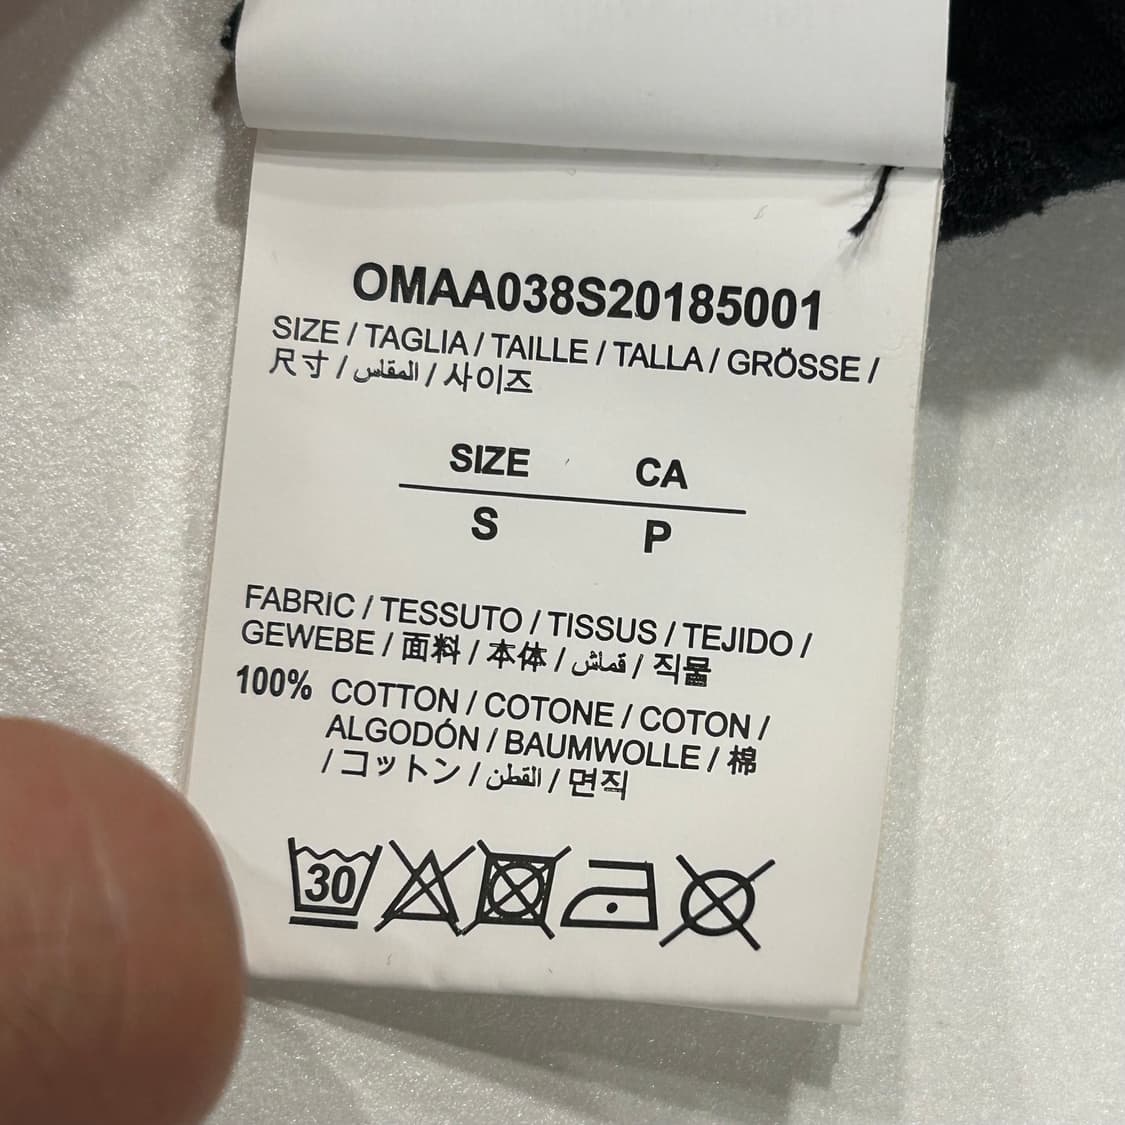 OMAA038S20185001
SIZE / TAGLIA / TAILLE / TALLA / GRÖSSE /
尺寸 / المقاس / 사이즈
SIZE CA
S P
FABRIC / TESSUTO / TISSUS / TEJIDO /
GEWEBE / 面料 / 本体 / قماش / 직물
100% COTTON / COTONE / COTON /
ALGODÓN / BAUMWOLLE / 棉
/ コットン / القطن / 면직
30